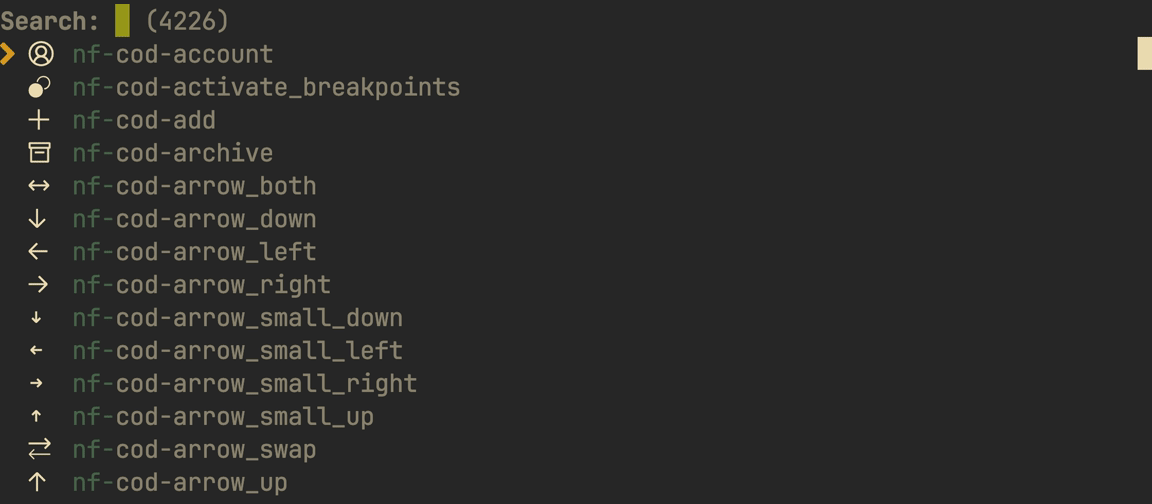 Search: (4226)
nf-cod-account
nf-cod-activate_breakpoints
nf-cod-add
nf-cod-archive
nf-cod-arrow_both
nf-cod-arrow_down
nf-cod-arrow_left
nf-cod-arrow_right
nf-cod-arrow_small_down
nf-cod-arrow_small_left
nf-cod-arrow_small_right
nf-cod-arrow_small_up
nf-cod-arrow_swap
nf-cod-arrow_up